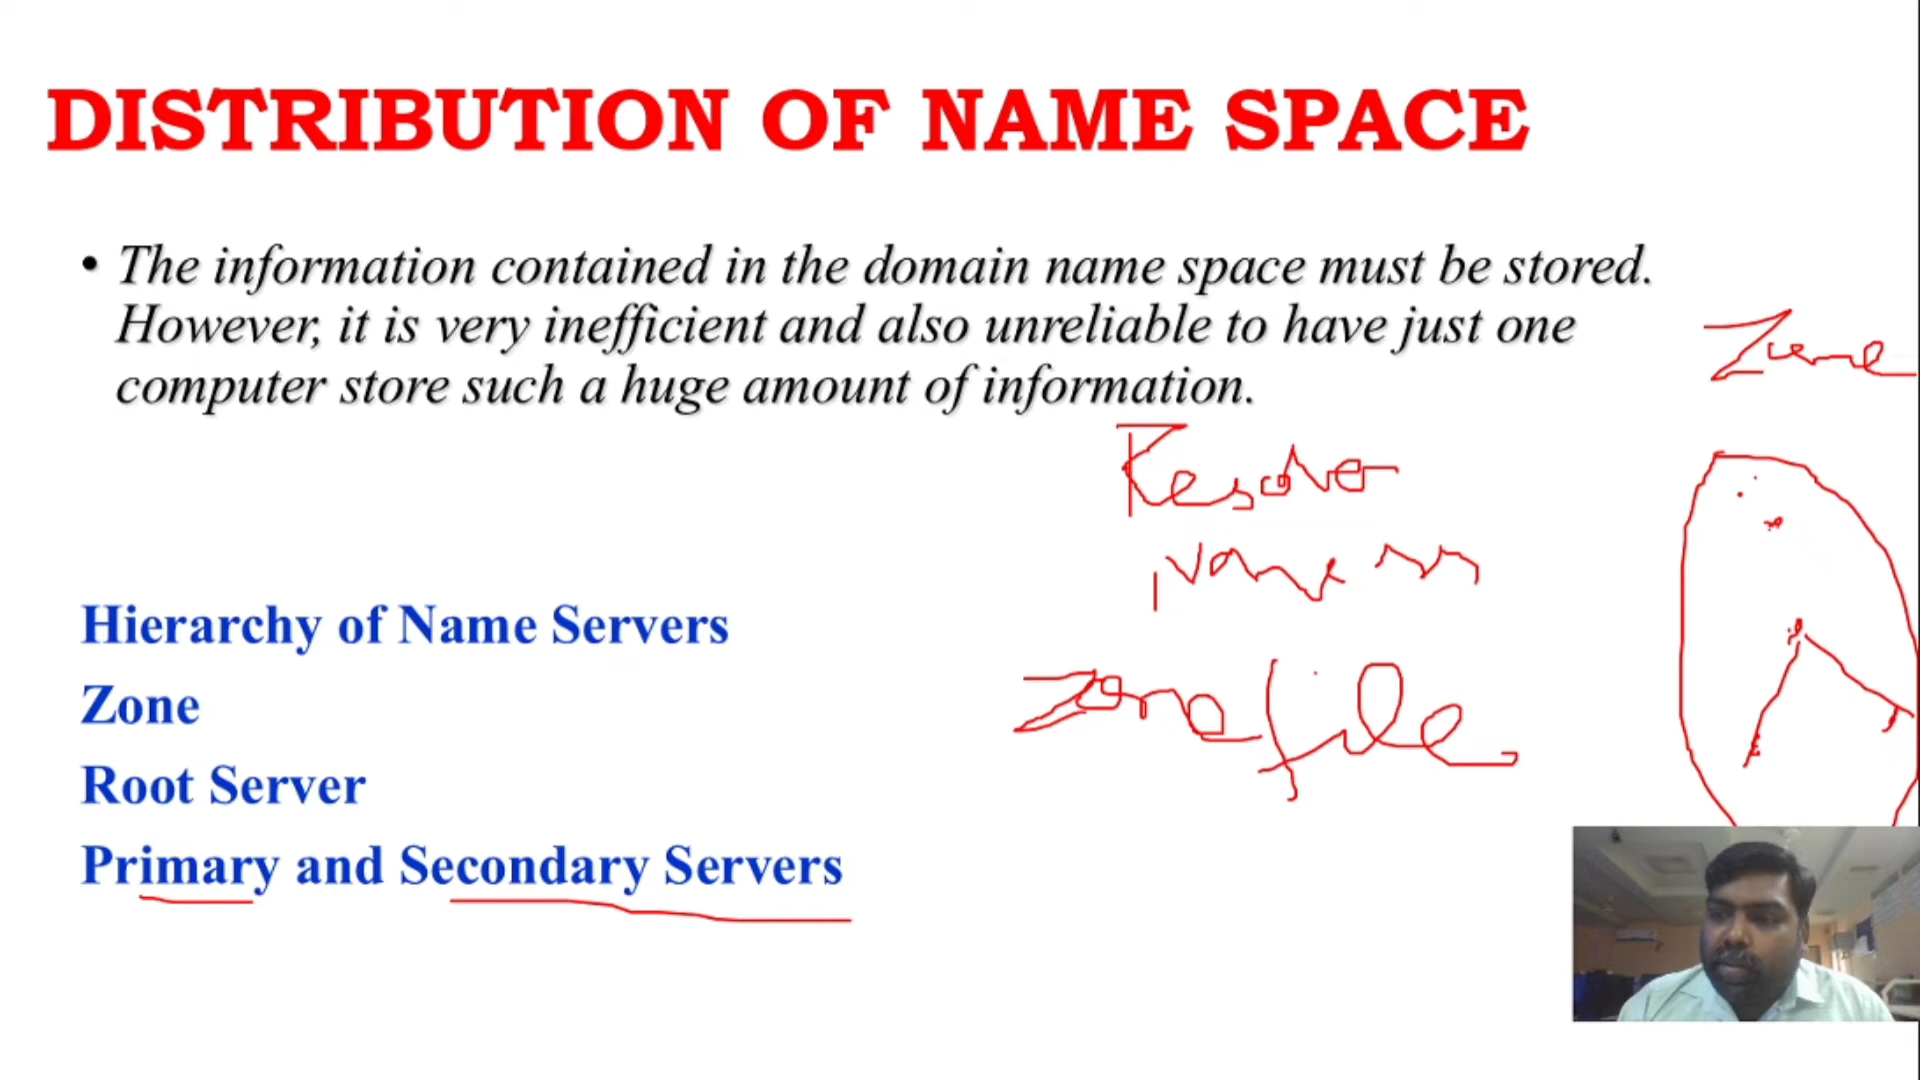 DISTRIBUTION OF NAME SPACE
• The information contained in the domain name space must be stored.
However, it is very inefficient and also unreliable to have just one
computer store such a huge amount of information.
Zone
Resolver
Name
Zone file
Hierarchy of Name Servers
Zone
Root Server
Primary and Secondary Servers